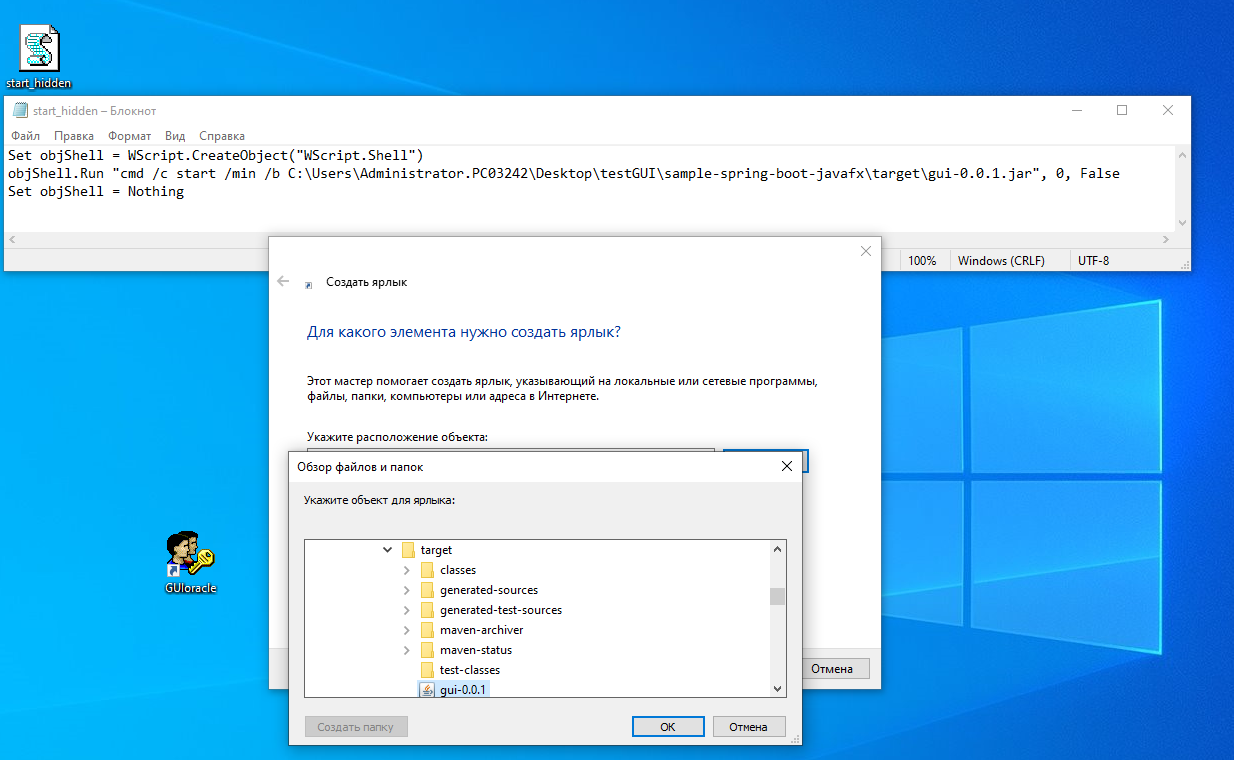 start_hidden
start_hidden – Блокнот
Файл Правка Формат Вид Справка
Set objShell = WScript.CreateObject("WScript.Shell")
objShell.Run "cmd /c start /min /b C:\Users\Administrator.PC03242\Desktop\testGUI\sample-spring-boot-javafx\target\gui-0.0.1.jar", 0, False
Set objShell = Nothing
100% Windows (CRLF) UTF-8
Создать ярлык
Для какого элемента нужно создать ярлык?
Этот мастер помогает создать ярлык, указывающий на локальные или сетевые программы,
файлы, папки, компьютеры или адреса в Интернете.
Укажите расположение объекта:
Обзор файлов и папок
Укажите объект для ярлыка:
target
classes
generated-sources
generated-test-sources
maven-archiver
maven-status
test-classes
gui-0.0.1
Создать папку ОК Отмена
Отмена
GUIoracle